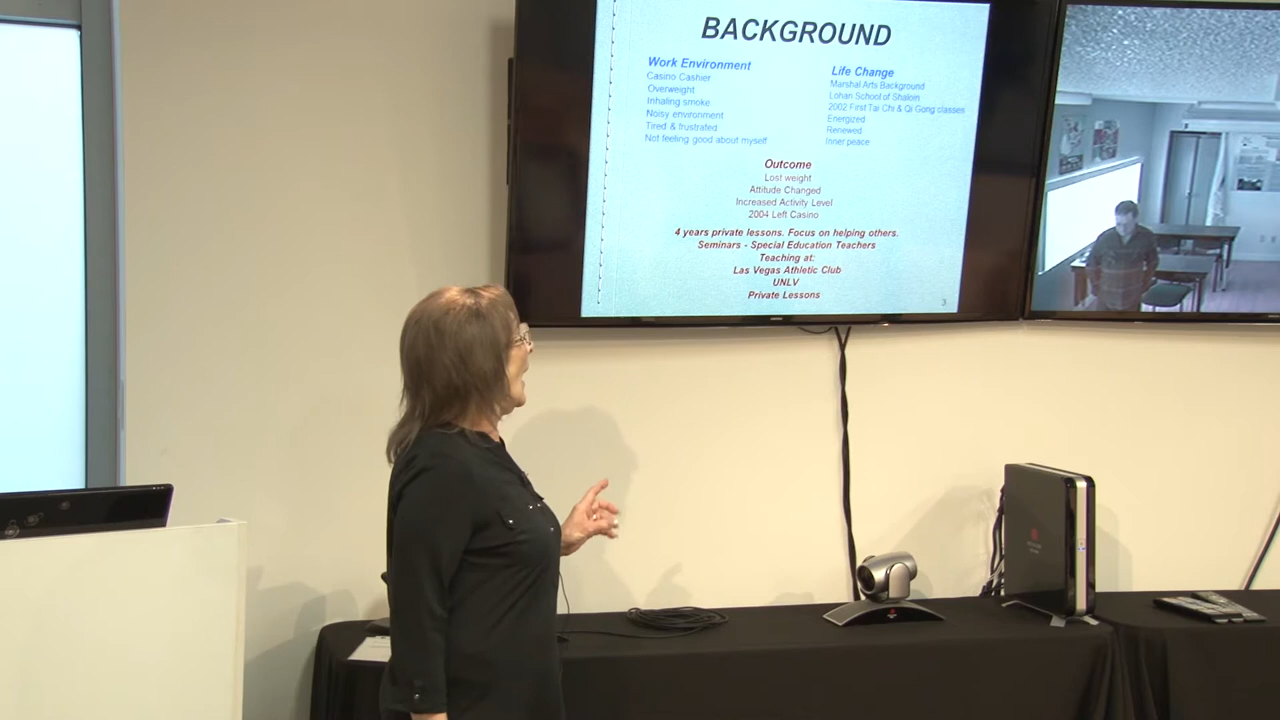 BACKGROUND
Work Environment
Casino Cashier
Overweight
Inhaling smoke
Noisy environment
Tired & frustrated
Not feeling good about myself
Life Change
Marshal Arts Background
Lohan School of Shaloin
2002 First Tai Chi & Qi Gong classes
Energized
Renewed
Inner peace
Outcome
Lost weight
Attitude Changed
Increased Activity Level
2004 Left Casino
4 years private lessons. Focus on helping others.
Seminars - Special Education Teachers
Teaching at:
Las Vegas Athletic Club
UNLV
Private Lessons
3